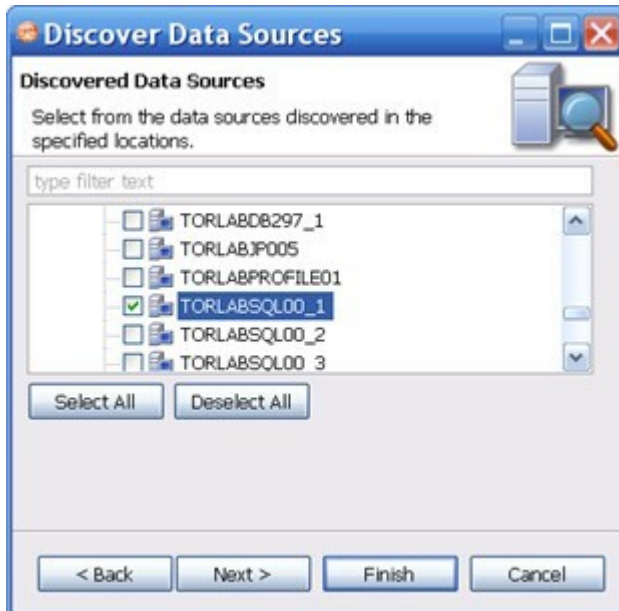 Discover Data Sources
Discovered Data Sources
Select from the data sources discovered in the
specified locations.
type filter text
TORLABDB297_1
TORLABJP005
TORLABPROFILE01
TORLABSQL00_1
TORLABSQL00_2
TORLABSQL00_3
Select All
Deselect All
< Back
Next >
Finish
Cancel